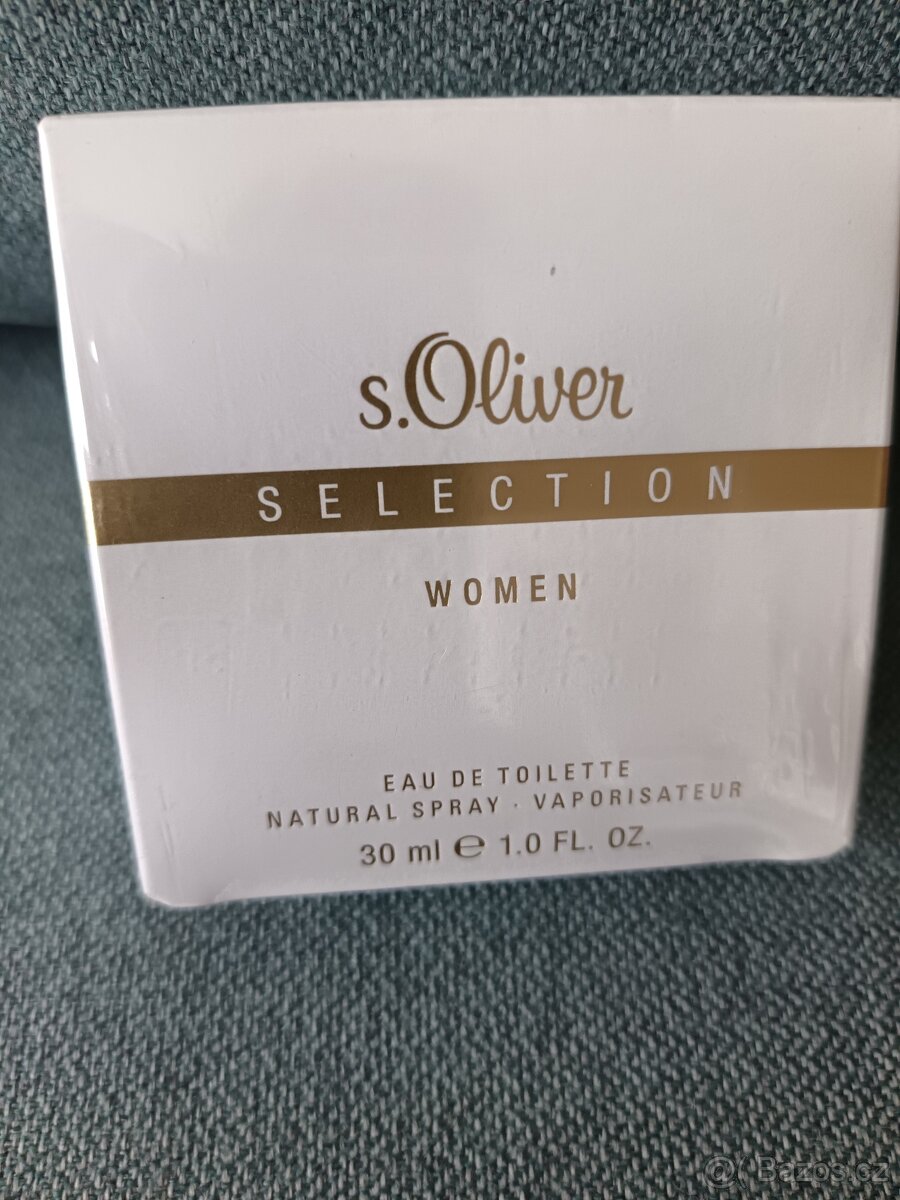 s.Oliver
SELECTION
WOMEN
EAU DE TOILETTE
NATURAL SPRAY · VAPORISATEUR
30 ml ℮ 1.0 FL. OZ.
@( Bazos.cz